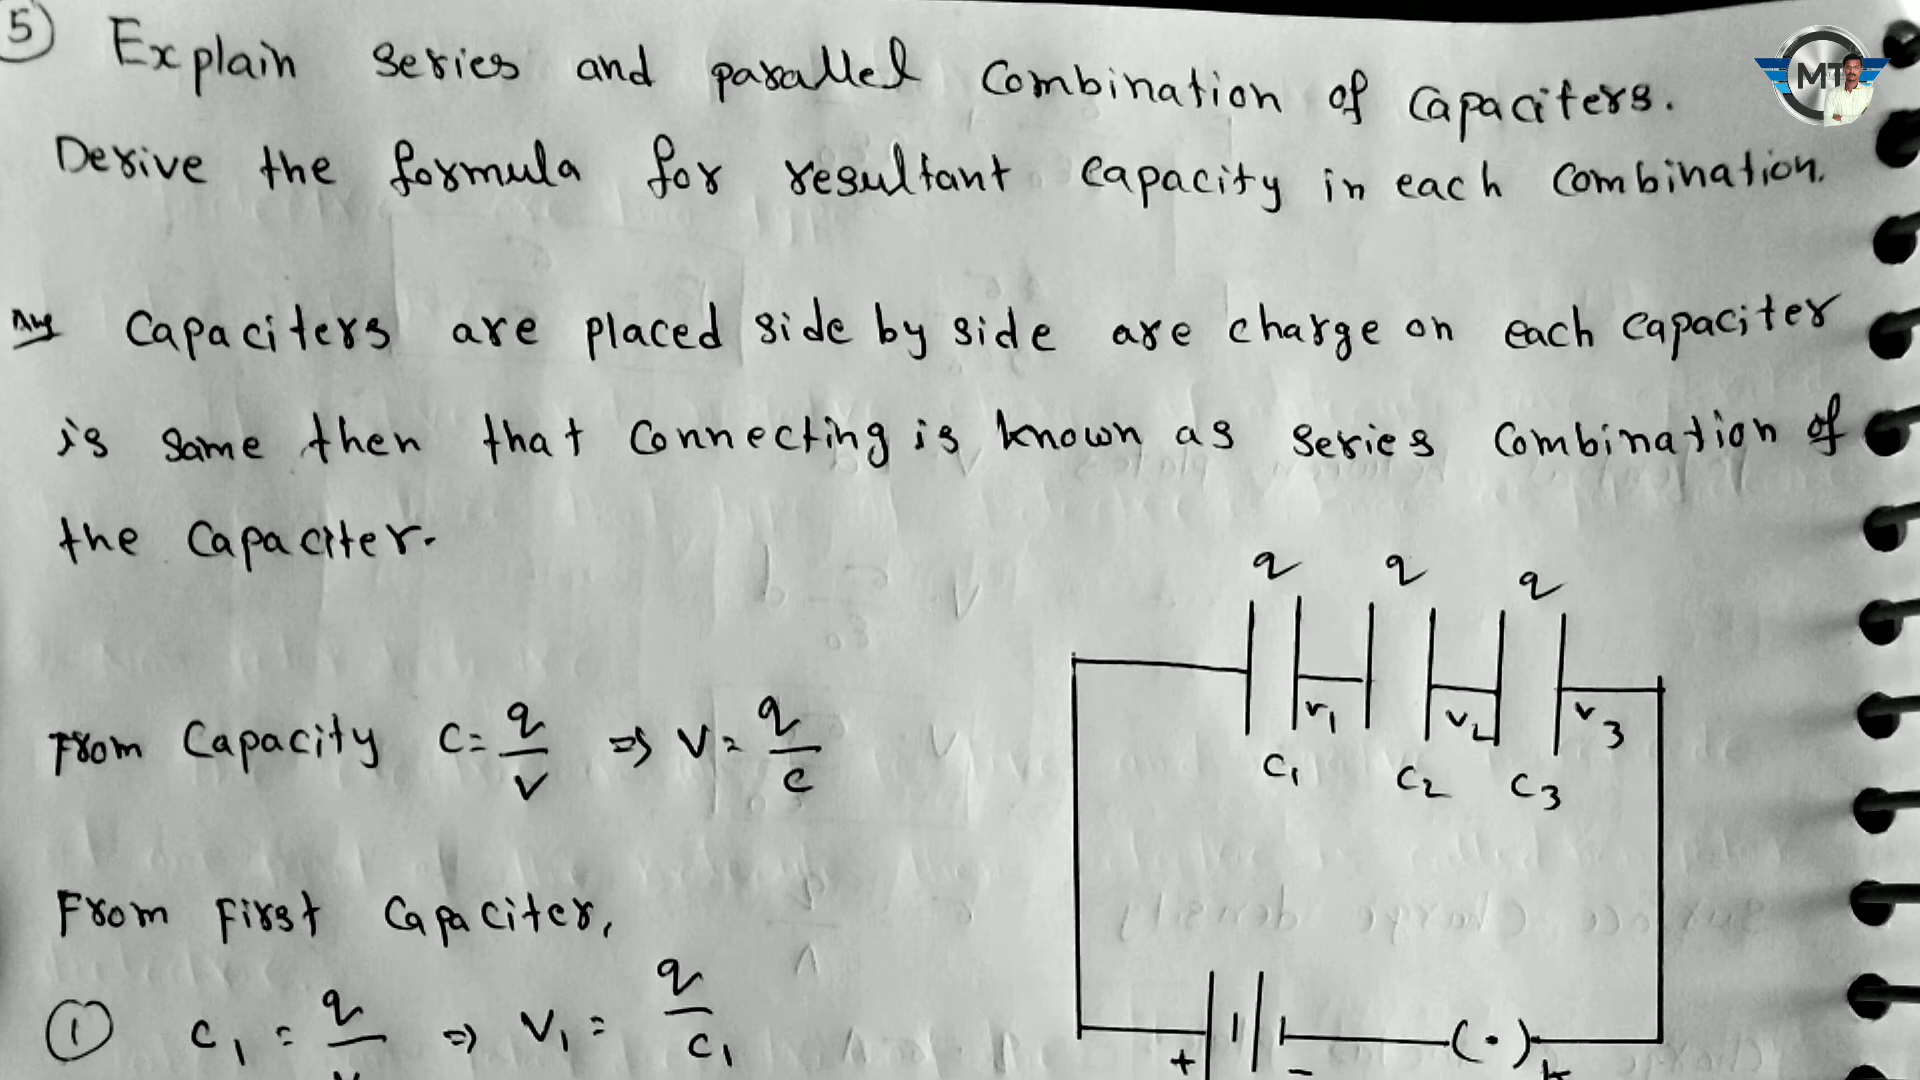 5 Explain series and parallel combination of capaciters.
Derive the formula for resultant capacity in each combination.
Ans Capaciters are placed side by side are charge on each capaciter
is same then that connecting is known as series combination of
the capaciter.
q q q
From Capacity C = q/v ⇒ V = q/c
v₁ v₂ v₃
C₁ C₂ C₃
From First Capaciter,
① C₁ = q/v ⇒ V₁ = q/C₁
+ - (·) k
MT